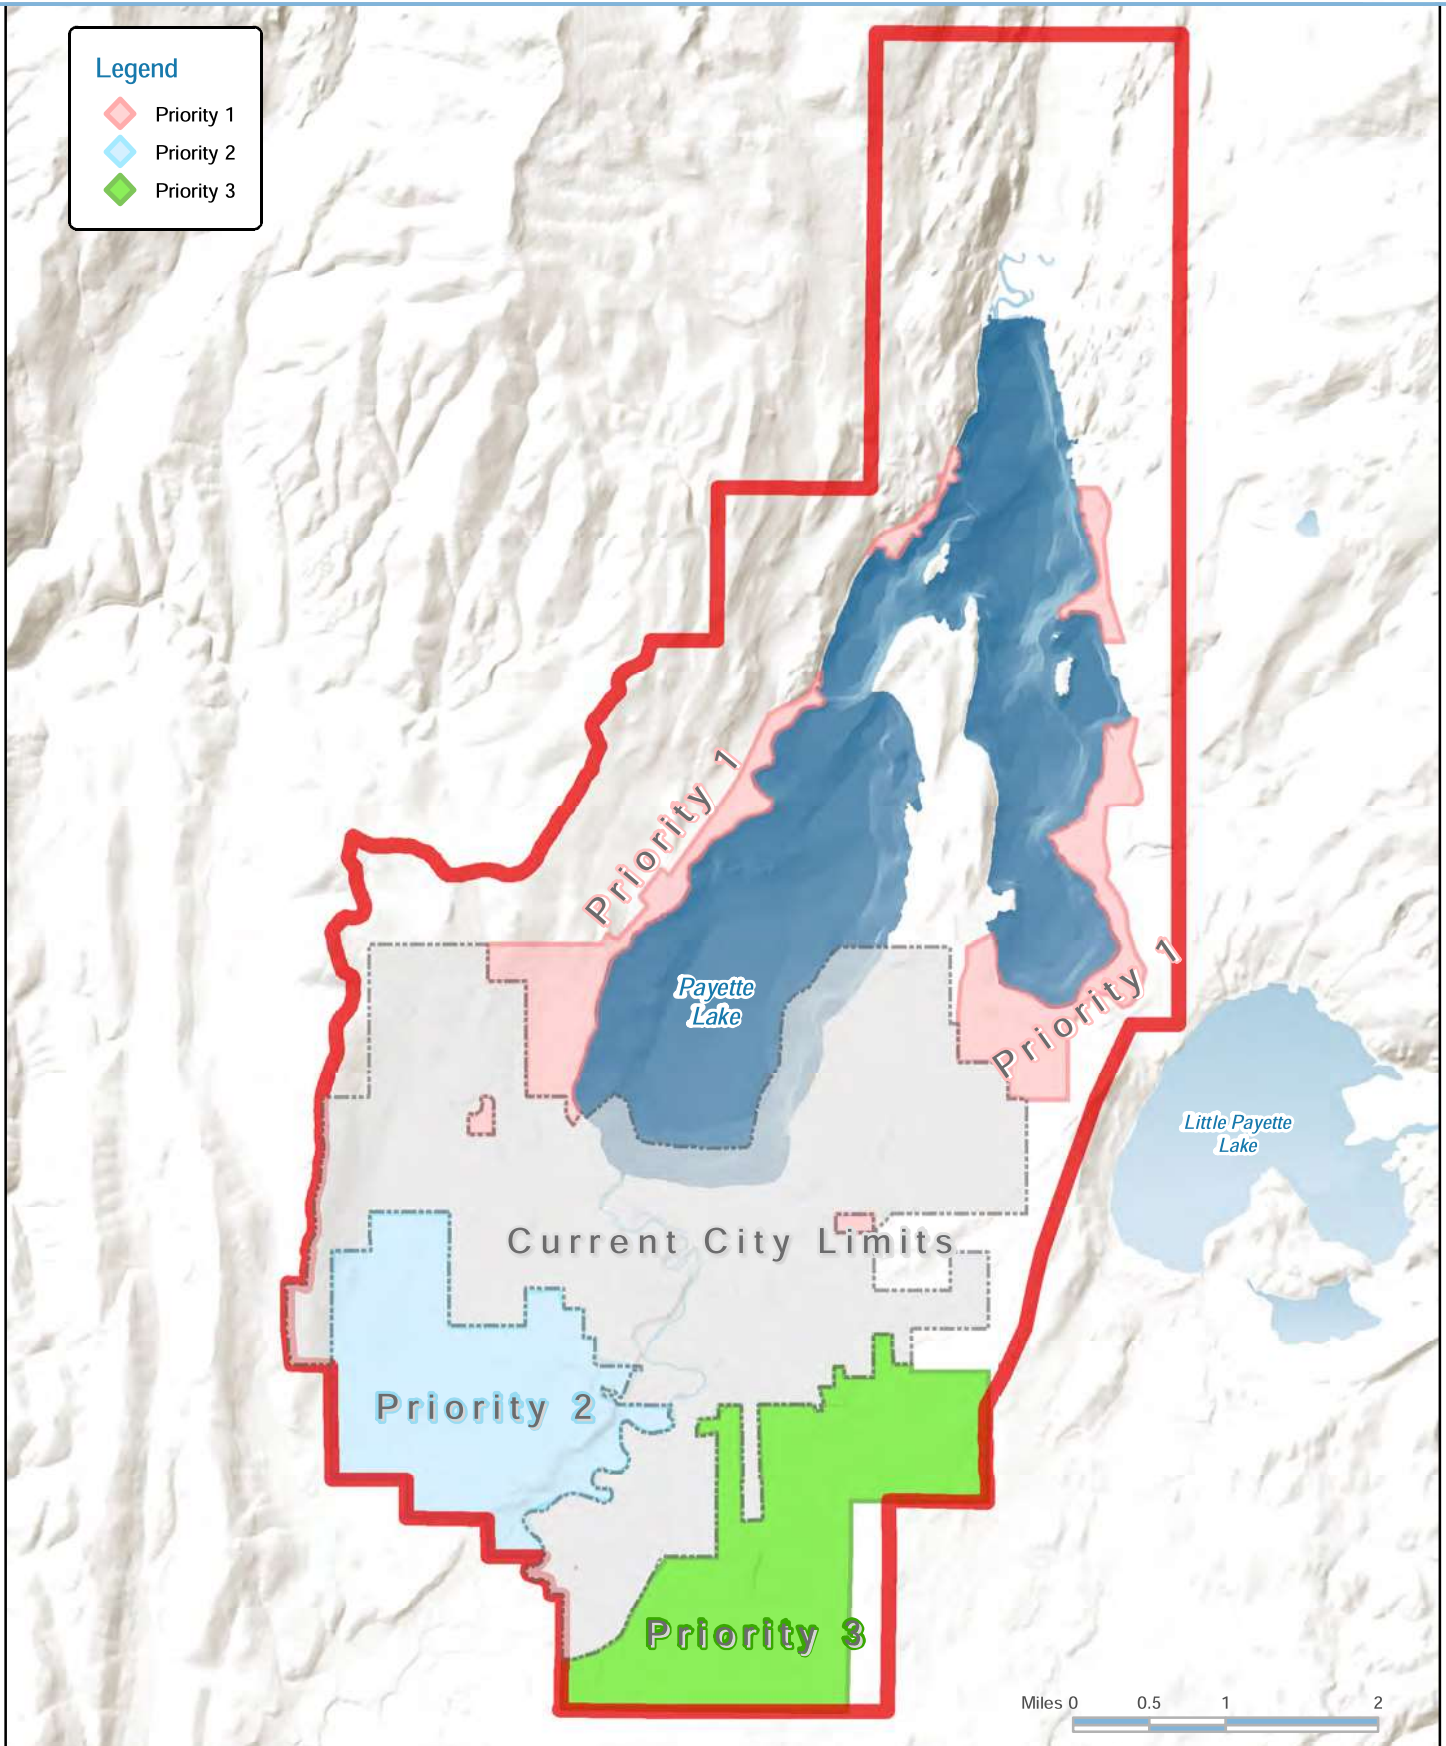 Legend
Priority 1
Priority 2
Priority 3
Priority 1
Payette
Lake
Priority 1
Little Payette
Lake
Current City Limits
Priority 2
Priority 3
Miles 0 0.5 1 2